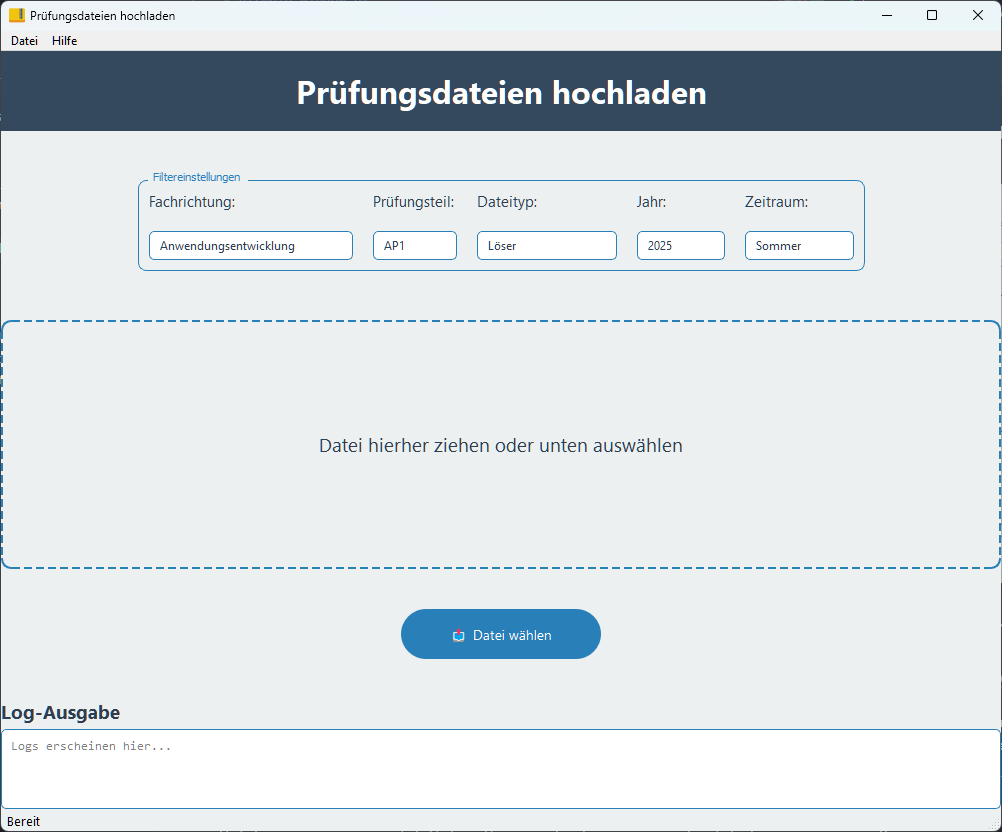 Prüfungsdateien hochladen
Datei Hilfe
Prüfungsdateien hochladen
Filtereinstellungen
Fachrichtung: Prüfungsteil: Dateityp: Jahr: Zeitraum:
Anwendungsentwicklung AP1 Löser 2025 Sommer
Datei hierher ziehen oder unten auswählen
Datei wählen
Log-Ausgabe
Logs erscheinen hier...
Bereit